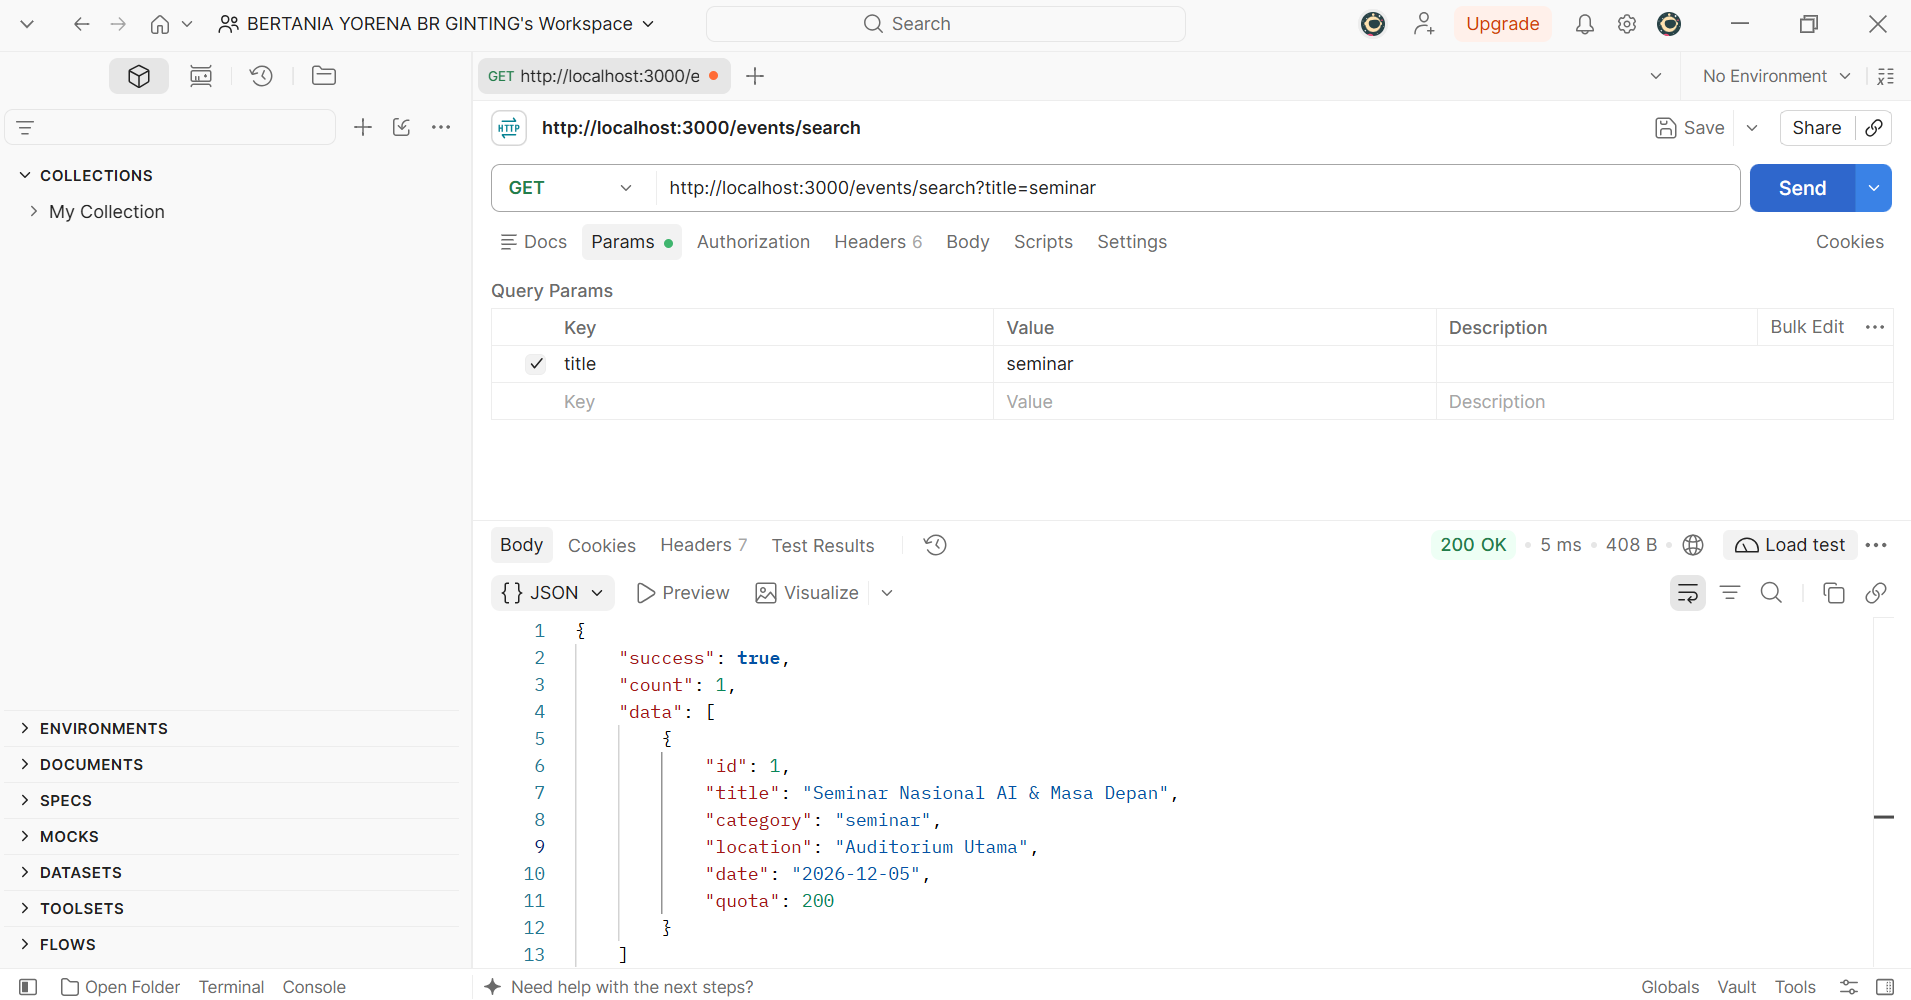 BERTANIA YORENA BR GINTING's Workspace
Search
Upgrade
GET http://localhost:3000/e
No Environment
HTTP http://localhost:3000/events/search
Save
Share
GET
http://localhost:3000/events/search?title=seminar
Send
Docs
Params
Authorization
Headers 6
Body
Scripts
Settings
Cookies
Query Params
Key Value Description Bulk Edit
title seminar
Key Value Description
COLLECTIONS
My Collection
ENVIRONMENTS
DOCUMENTS
SPECS
MOCKS
DATASETS
TOOLSETS
FLOWS
Body Cookies Headers 7 Test Results
200 OK • 5 ms • 408 B • Load test
{} JSON Preview Visualize
1 {
2 "success": true,
3 "count": 1,
4 "data": [
5 {
6 "id": 1,
7 "title": "Seminar Nasional AI & Masa Depan",
8 "category": "seminar",
9 "location": "Auditorium Utama",
10 "date": "2026-12-05",
11 "quota": 200
12 }
13 ]
Open Folder Terminal Console
Need help with the next steps?
Globals Vault Tools